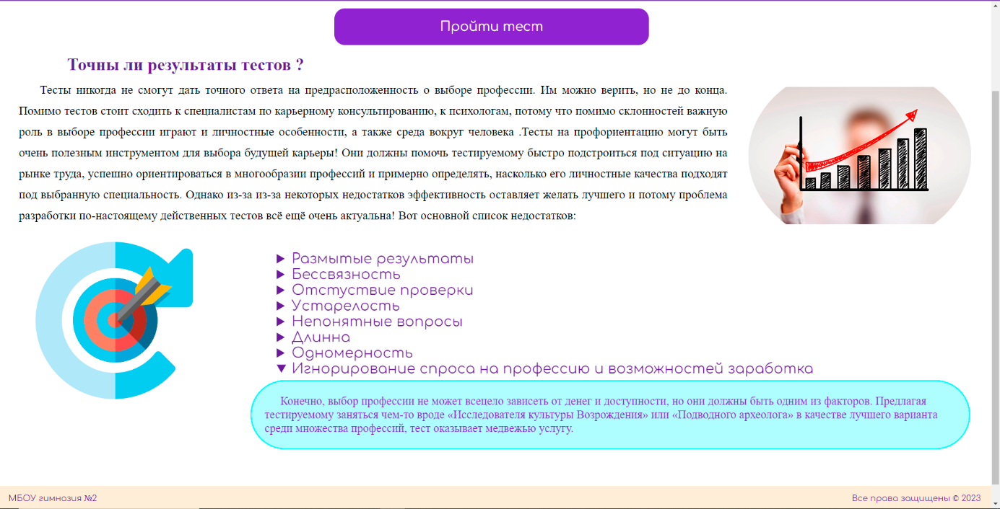 Пройти тест
Точны ли результаты тестов ?
Тесты никогда не смогут дать точного ответа на предрасположенность о выборе профессии. Им можно верить, но не до конца.
Помимо тестов стоит сходить к специалистам по карьерному консультированию, к психологам, потому что помимо склонностей важную
роль в выборе профессии играют и личностные особенности, а также среда вокруг человека .Тесты на профориентацию могут быть
очень полезным инструментом для выбора будущей карьеры! Они должны помочь тестируемому быстро подстроиться под ситуацию на
рынке труда, успешно ориентироваться в многообразии профессий и примерно определять, насколько его личностные качества подходят
под выбранную специальность. Однако из-за из-за некоторых недостатков эффективность оставляет желать лучшего и потому проблема
разработки по-настоящему действенных тестов всё ещё очень актуальна! Вот основной список недостатков:
Размытые результаты
Бессвязность
Отстуствие проверки
Устарелость
Непонятные вопросы
Длинна
Одномерность
Игнорирование спроса на профессию и возможностей заработка
Конечно, выбор профессии не может всецело зависеть от денег и доступности, но они должны быть одним из факторов. Предлагая
тестируемому заняться чем-то вроде «Исследователя культуры Возрождения» или «Подводного археолога» в качестве лучшего варианта
среди множества профессий, тест оказывает медвежью услугу.
МБОУ гимназия №2
Все права защищены © 2023